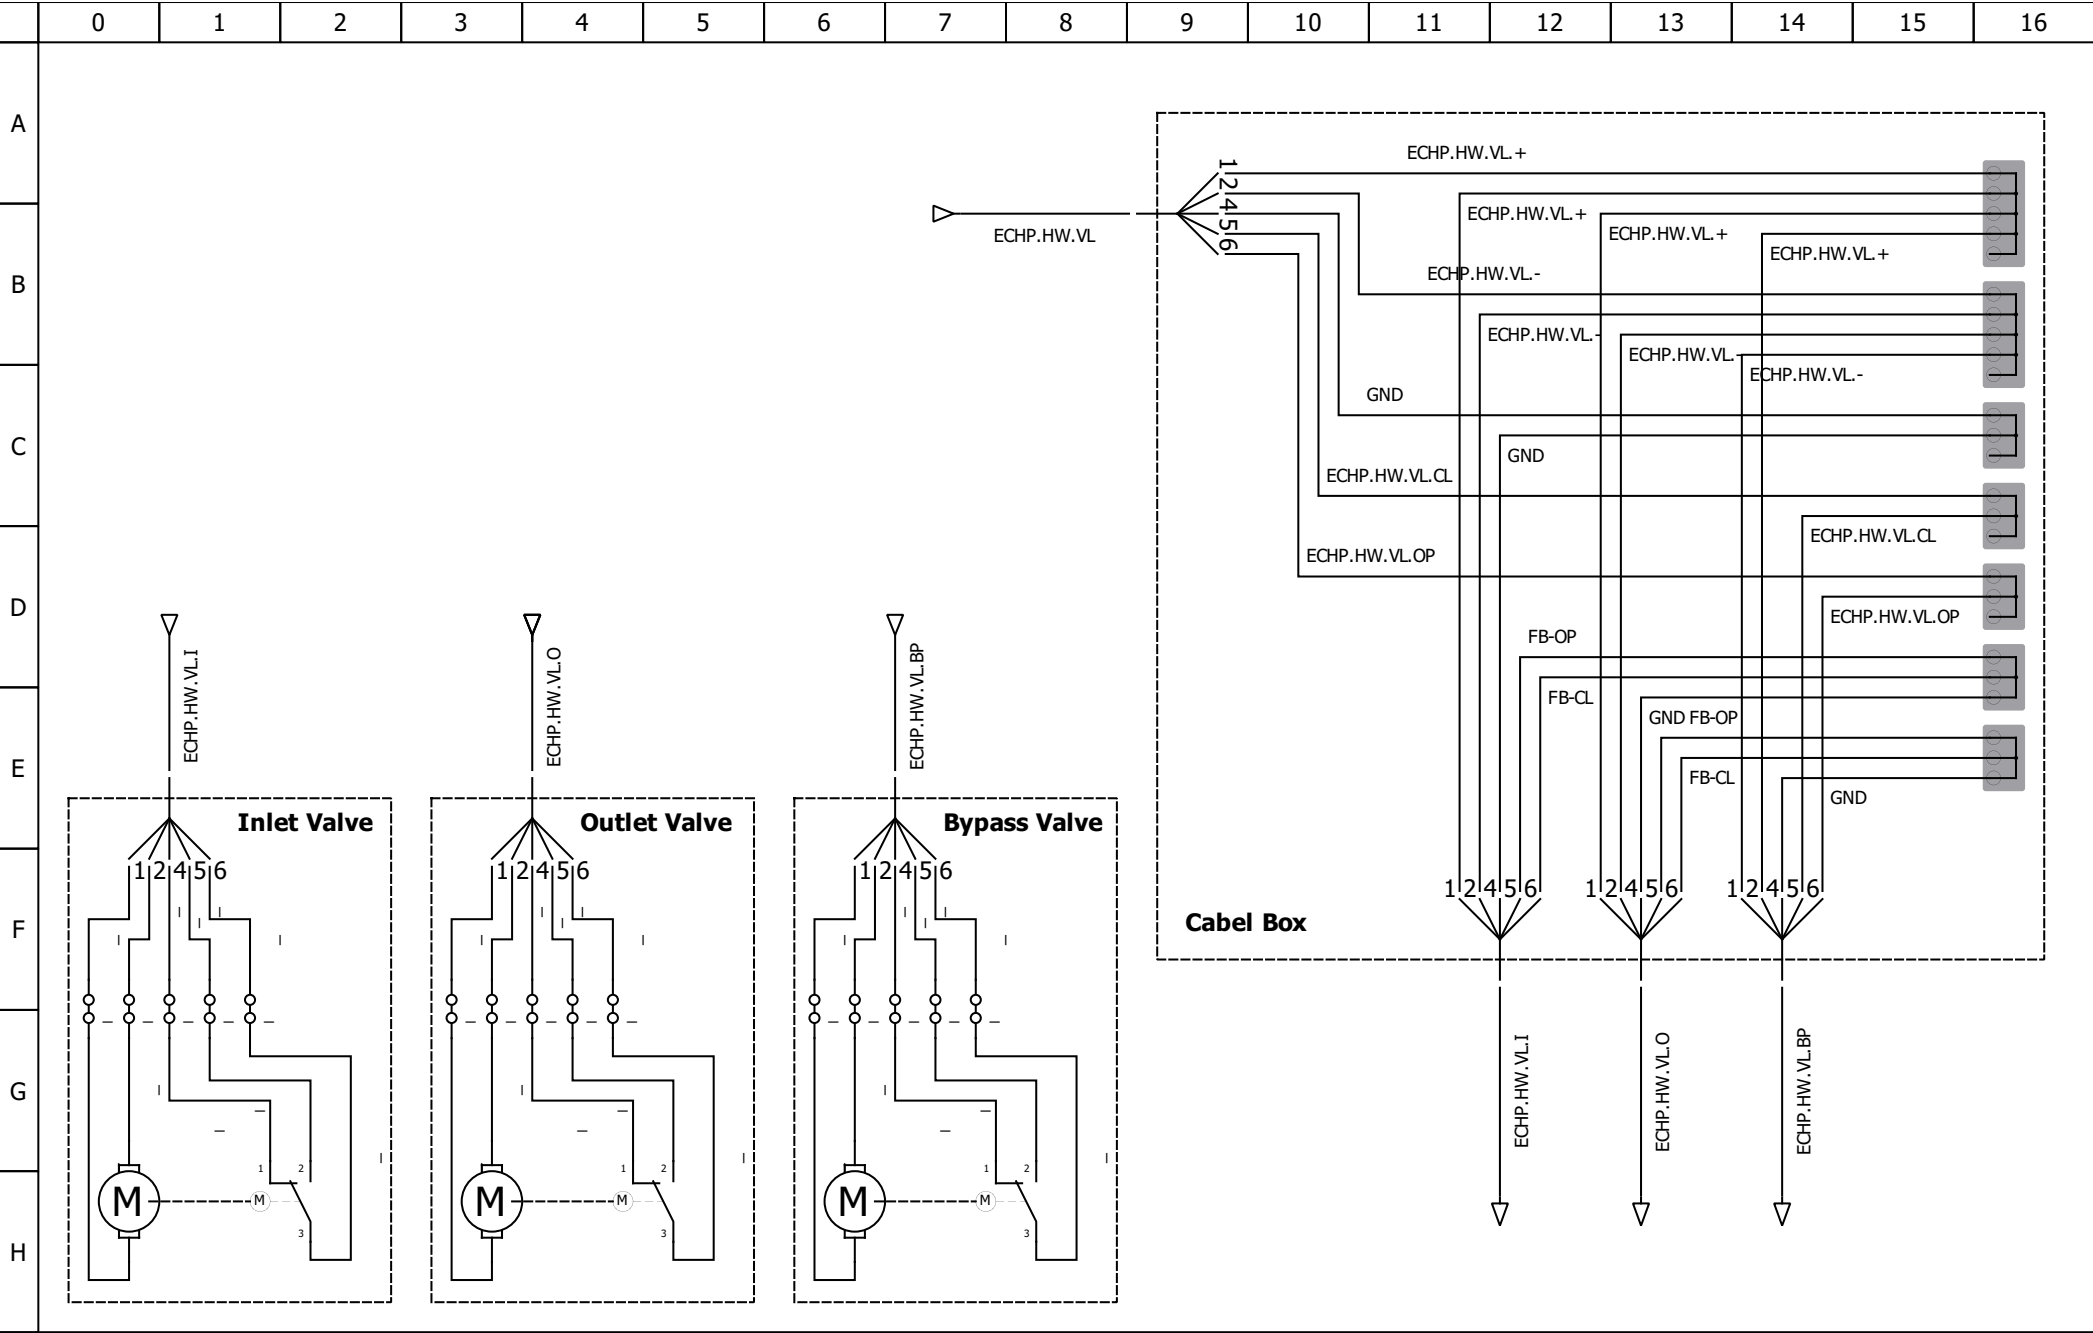 0 1 2 3 4 5 6 7 8 9 10 11 12 13 14 15 16
A
ECHP.HW.VL.+
1
2
4
5
6
ECHP.HW.VL
ECHP.HW.VL.+
ECHP.HW.VL.+
ECHP.HW.VL.+
B
ECHP.HW.VL.-
ECHP.HW.VL.-
ECHP.HW.VL.-
ECHP.HW.VL.-
GND
C
GND
ECHP.HW.VL.CL
ECHP.HW.VL.CL
ECHP.HW.VL.OP
D
ECHP.HW.VL.OP
FB-OP
FB-CL
GND FB-OP
E
FB-CL
GND
ECHP.HW.VL.I
ECHP.HW.VL.O
ECHP.HW.VL.BP
Inlet Valve
Outlet Valve
Bypass Valve
1 2 4 5 6
1 2 4 5 6
1 2 4 5 6
1 2 4 5 6
1 2 4 5 6
1 2 4 5 6
F
Cabel Box
G
ECHP.HW.VL.I
ECHP.HW.VL.O
ECHP.HW.VL.BP
1 2
1 2
1 2
M M
M M
M M
3
3
3
H